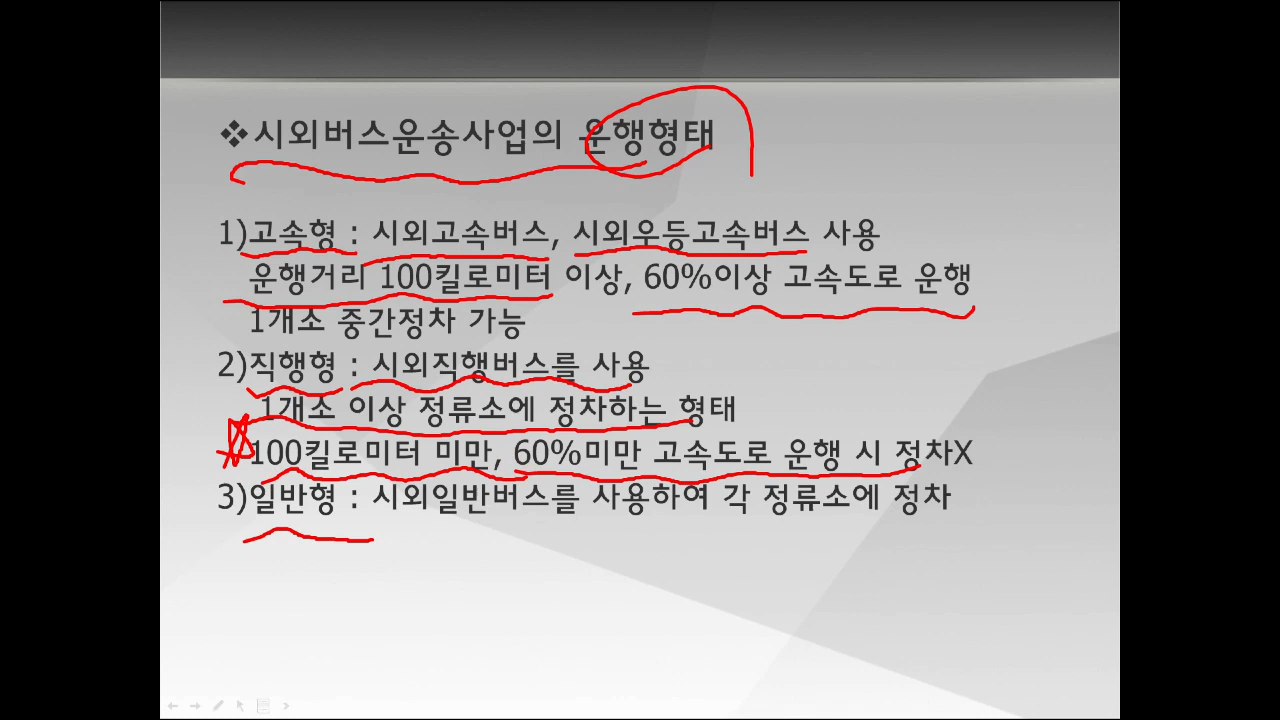 ❖시외버스운송사업의 운행형태
1)고속형 : 시외고속버스, 시외우등고속버스 사용
운행거리 100킬로미터 이상, 60%이상 고속도로 운행
1개소 중간정차 가능
2)직행형 : 시외직행버스를 사용
1개소 이상 정류소에 정차하는 형태
100킬로미터 미만, 60%미만 고속도로 운행 시 정차X
3)일반형 : 시외일반버스를 사용하여 각 정류소에 정차